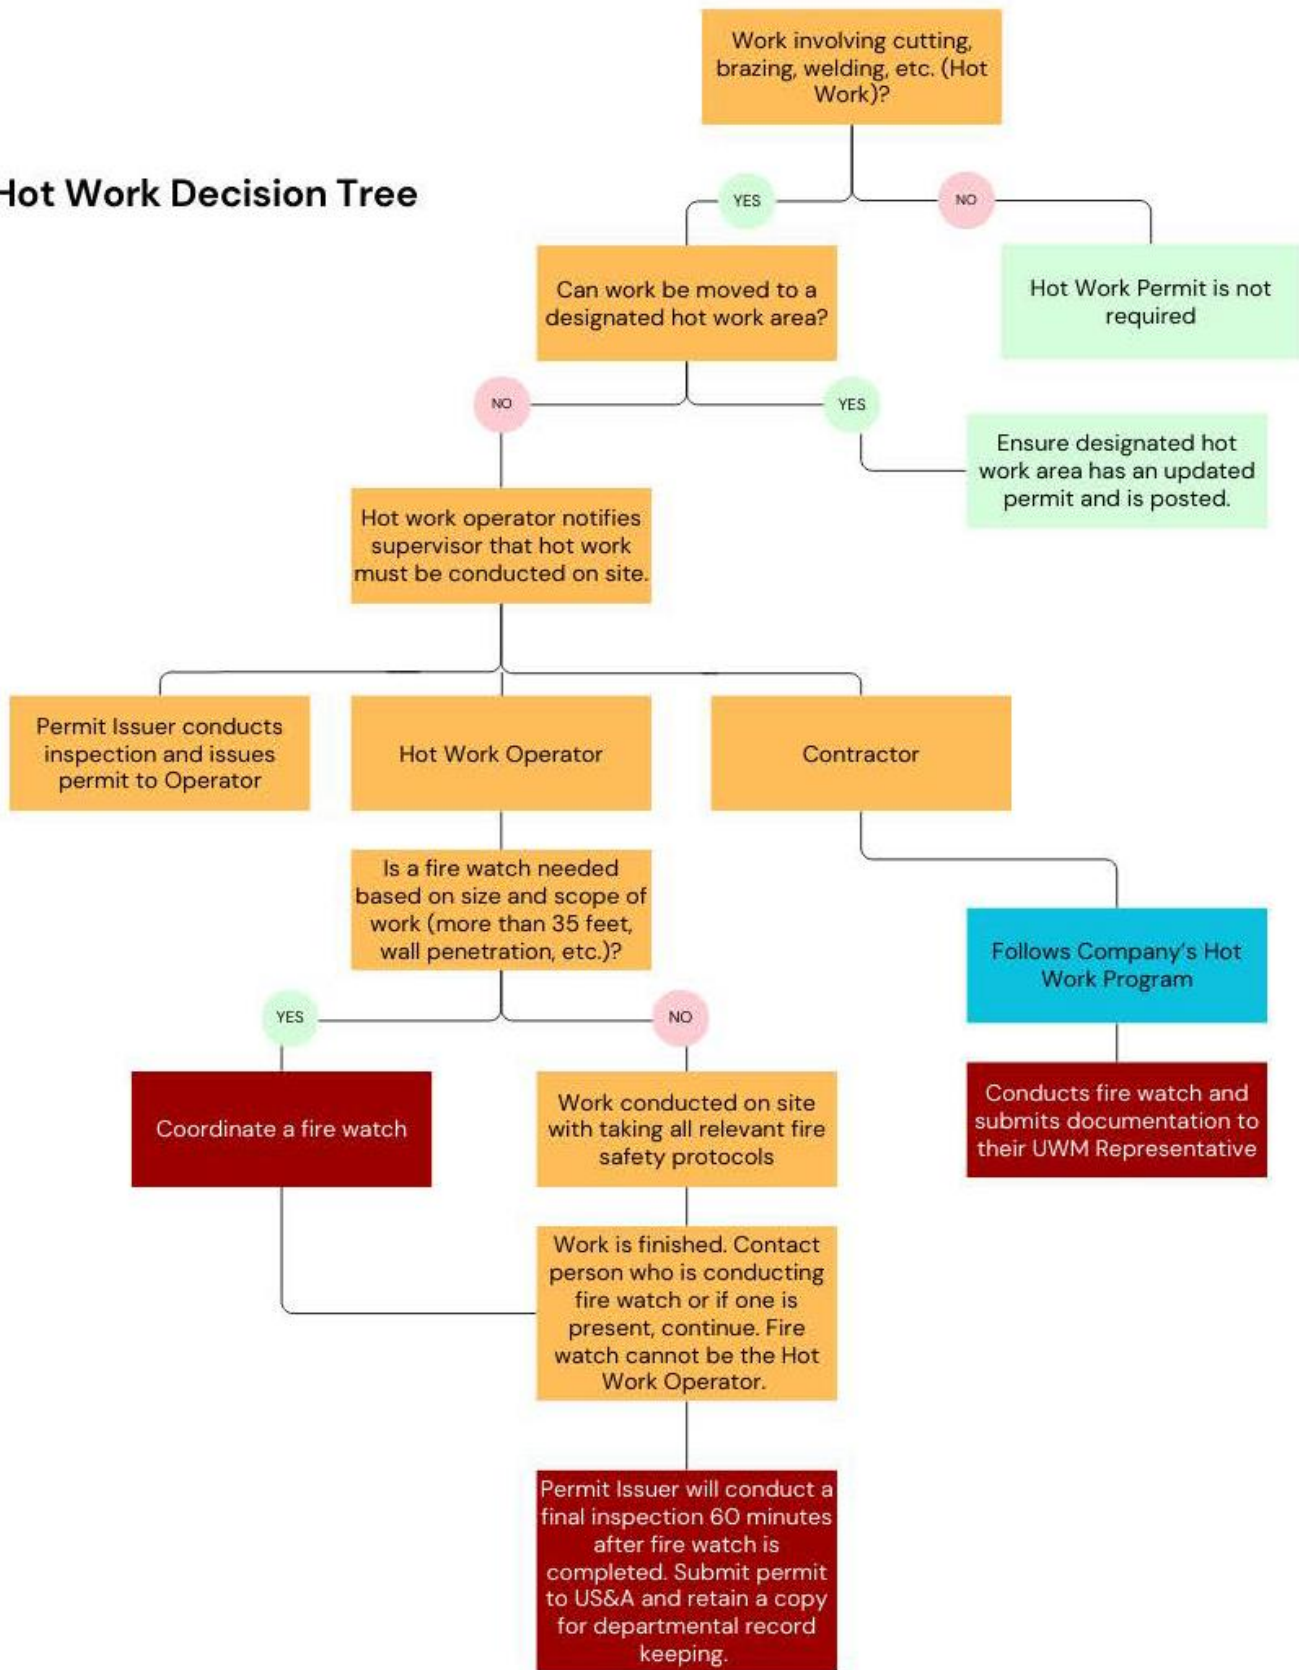 Work involving cutting,
brazing, welding, etc. (Hot
Work)?
Hot Work Decision Tree
YES
NO
Can work be moved to a
designated hot work area?
Hot Work Permit is not
required
NO
YES
Ensure designated hot
work area has an updated
permit and is posted.
Hot work operator notifies
supervisor that hot work
must be conducted on site.
Permit Issuer conducts
inspection and issues
permit to Operator
Hot Work Operator
Contractor
Is a fire watch needed
based on size and scope of
work (more than 35 feet,
wall penetration, etc.)?
Follows Company's Hot
Work Program
YES
NO
Coordinate a fire watch
Work conducted on site
with taking all relevant fire
safety protocols
Conducts fire watch and
submits documentation to
their UWM Representative
Work is finished. Contact
person who is conducting
fire watch or if one is
present, continue. Fire
watch cannot be the Hot
Work Operator.
Permit Issuer will conduct a
final inspection 60 minutes
after fire watch is
completed. Submit permit
to US&A and retain a copy
for departmental record
keeping.